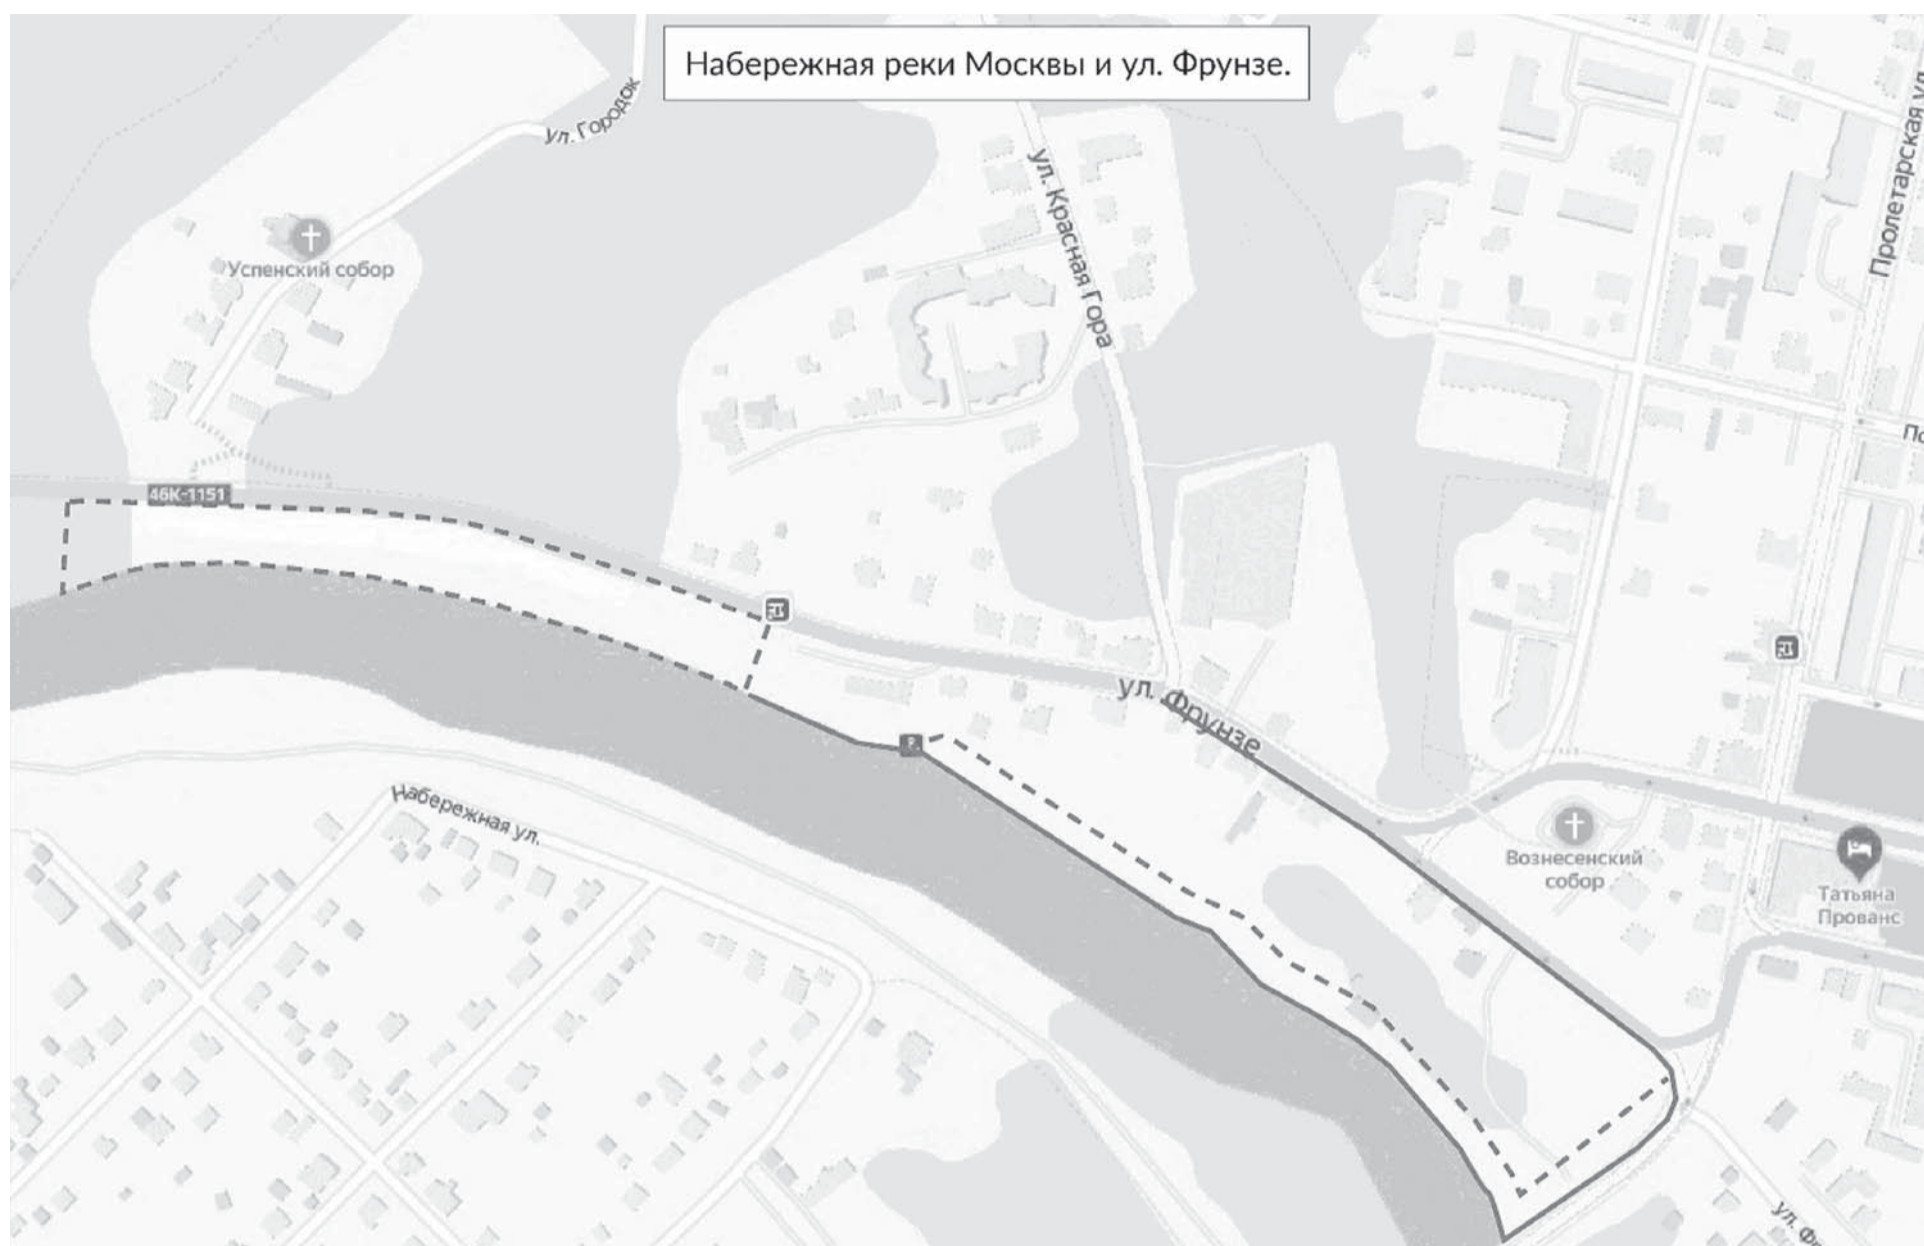 Набережная реки Москвы и ул. Фрунзе.
ул. Городок
Пролетарская ул.
ул. Красная Гора
Успенский собор
46К-1151
ул. Фрунзе
Набережная ул.
Вознесенский
собор
Татьяна
Прованс